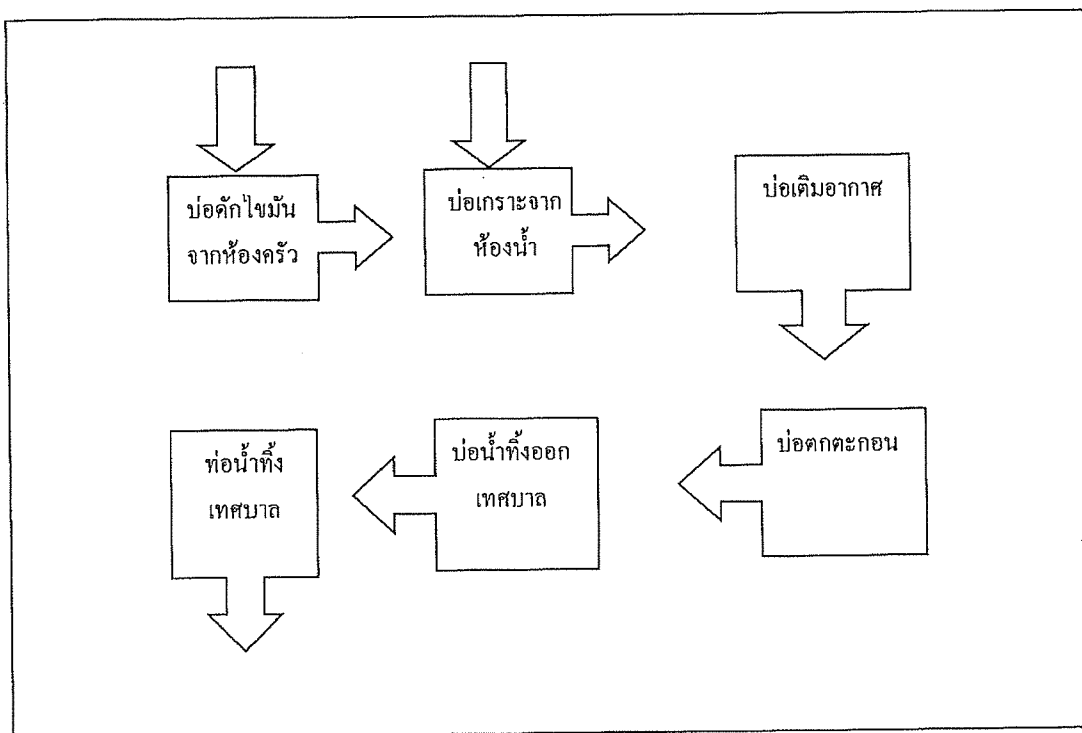 บ่อดักไขมัน
จากห้องครัว
บ่อเกราะจาก
ห้องน้ำ
บ่อเติมอากาศ
บ่อตกตะกอน
บ่อน้ำทิ้งออก
เทศบาล
ท่อน้ำทิ้ง
เทศบาล